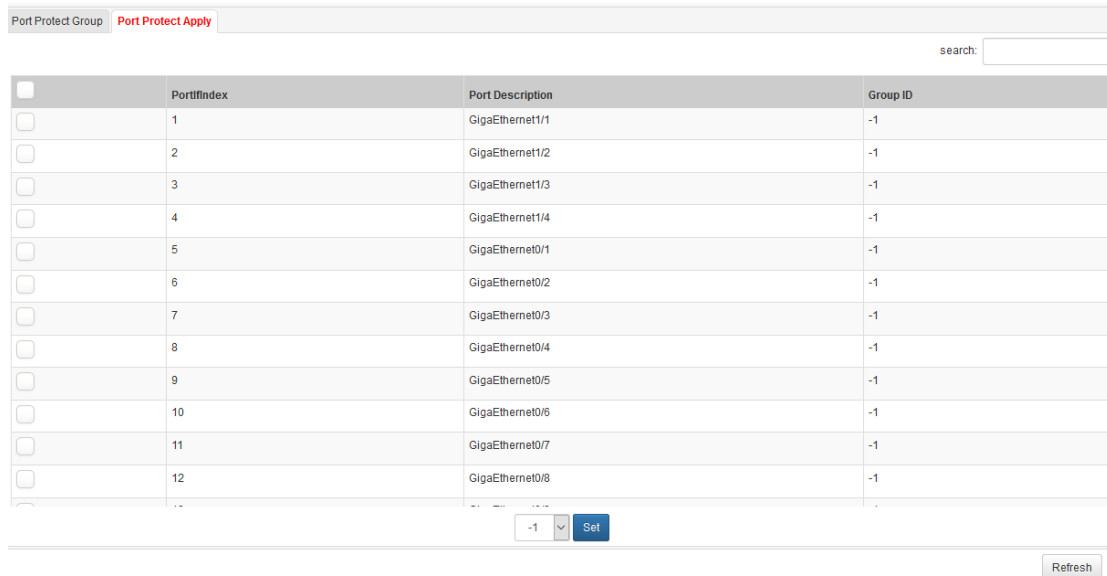 Port Protect Group Port Protect Apply
search:
PortIfIndex Port Description Group ID
1 GigaEthernet1/1 -1
2 GigaEthernet1/2 -1
3 GigaEthernet1/3 -1
4 GigaEthernet1/4 -1
5 GigaEthernet0/1 -1
6 GigaEthernet0/2 -1
7 GigaEthernet0/3 -1
8 GigaEthernet0/4 -1
9 GigaEthernet0/5 -1
10 GigaEthernet0/6 -1
11 GigaEthernet0/7 -1
12 GigaEthernet0/8 -1
-1 Set
Refresh